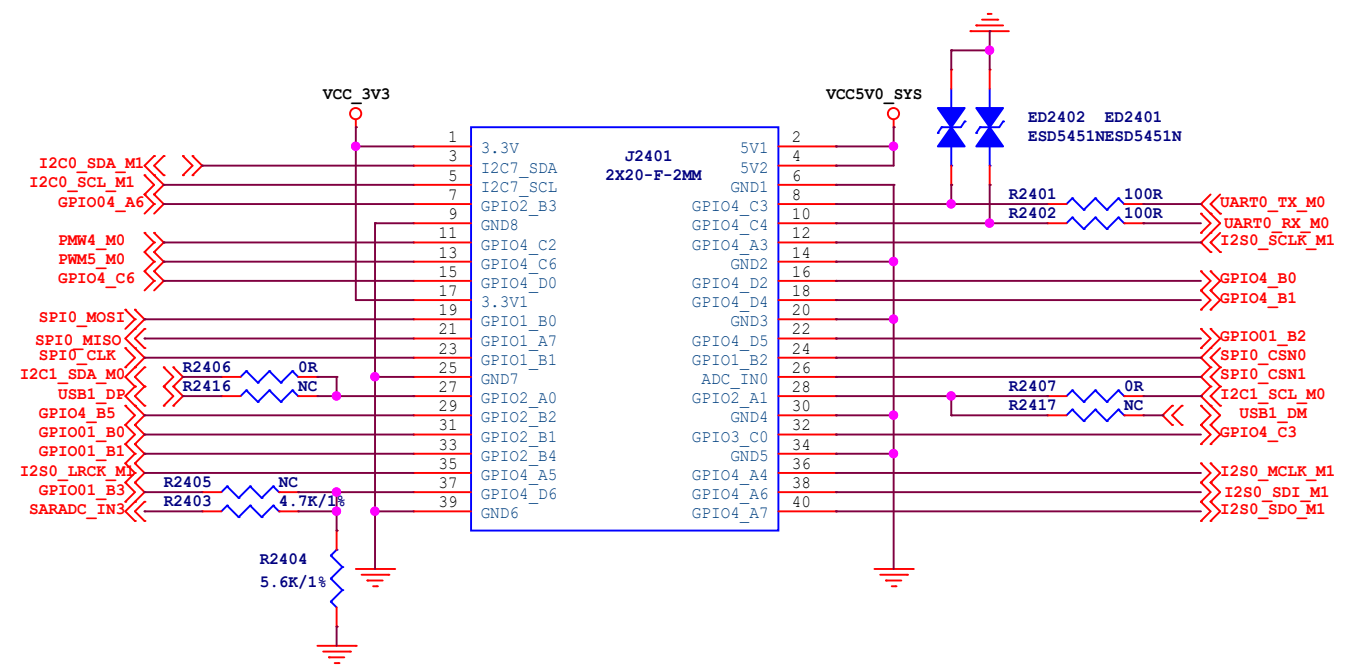 VCC_3V3
VCC5V0_SYS
ED2402 ED2401
ESD5451NESD5451N
J2401
2X20-F-2MM
1 3.3V 5V1 2
I2C0_SDA_M1 3 I2C7_SDA 5V2 4
I2C0_SCL_M1 5 I2C7_SCL GND1 6
GPIO04_A6 7 GPIO2_B3 GPIO4_C3 8 R2401 100R UART0_TX_M0
9 GND8 GPIO4_C4 10 R2402 100R UART0_RX_M0
PMW4_M0 11 GPIO4_C2 GPIO4_A3 12 I2S0_SCLK_M1
PWM5_M0 13 GPIO4_C6 GND2 14
GPIO4_C6 15 GPIO4_D0 GPIO4_D2 16 GPIO4_B0
17 3.3V1 GPIO4_D4 18 GPIO4_B1
SPI0_MOSI 19 GPIO1_B0 GND3 20
SPI0_MISO 21 GPIO1_A7 GPIO4_D5 22 GPIO01_B2
SPI0_CLK 23 GPIO1_B1 GPIO1_B2 24 SPI0_CSN0
I2C1_SDA_M0 R2406 0R 25 GND7 ADC_IN0 26 SPI0_CSN1
USB1_DP R2416 NC 27 GPIO2_A0 GPIO2_A1 28 R2407 0R I2C1_SCL_M0
GPIO4_B5 29 GPIO2_B2 GND4 30 R2417 NC USB1_DM
GPIO01_B0 31 GPIO2_B1 GPIO3_C0 32 GPIO4_C3
GPIO01_B1 33 GPIO2_B4 GND5 34
I2S0_LRCK_M1 35 GPIO4_A5 GPIO4_A4 36 I2S0_MCLK_M1
GPIO01_B3 R2405 NC 37 GPIO4_D6 GPIO4_A6 38 I2S0_SDI_M1
SARADC_IN3 R2403 4.7K/1% 39 GND6 GPIO4_A7 40 I2S0_SDO_M1
R2404
5.6K/1%